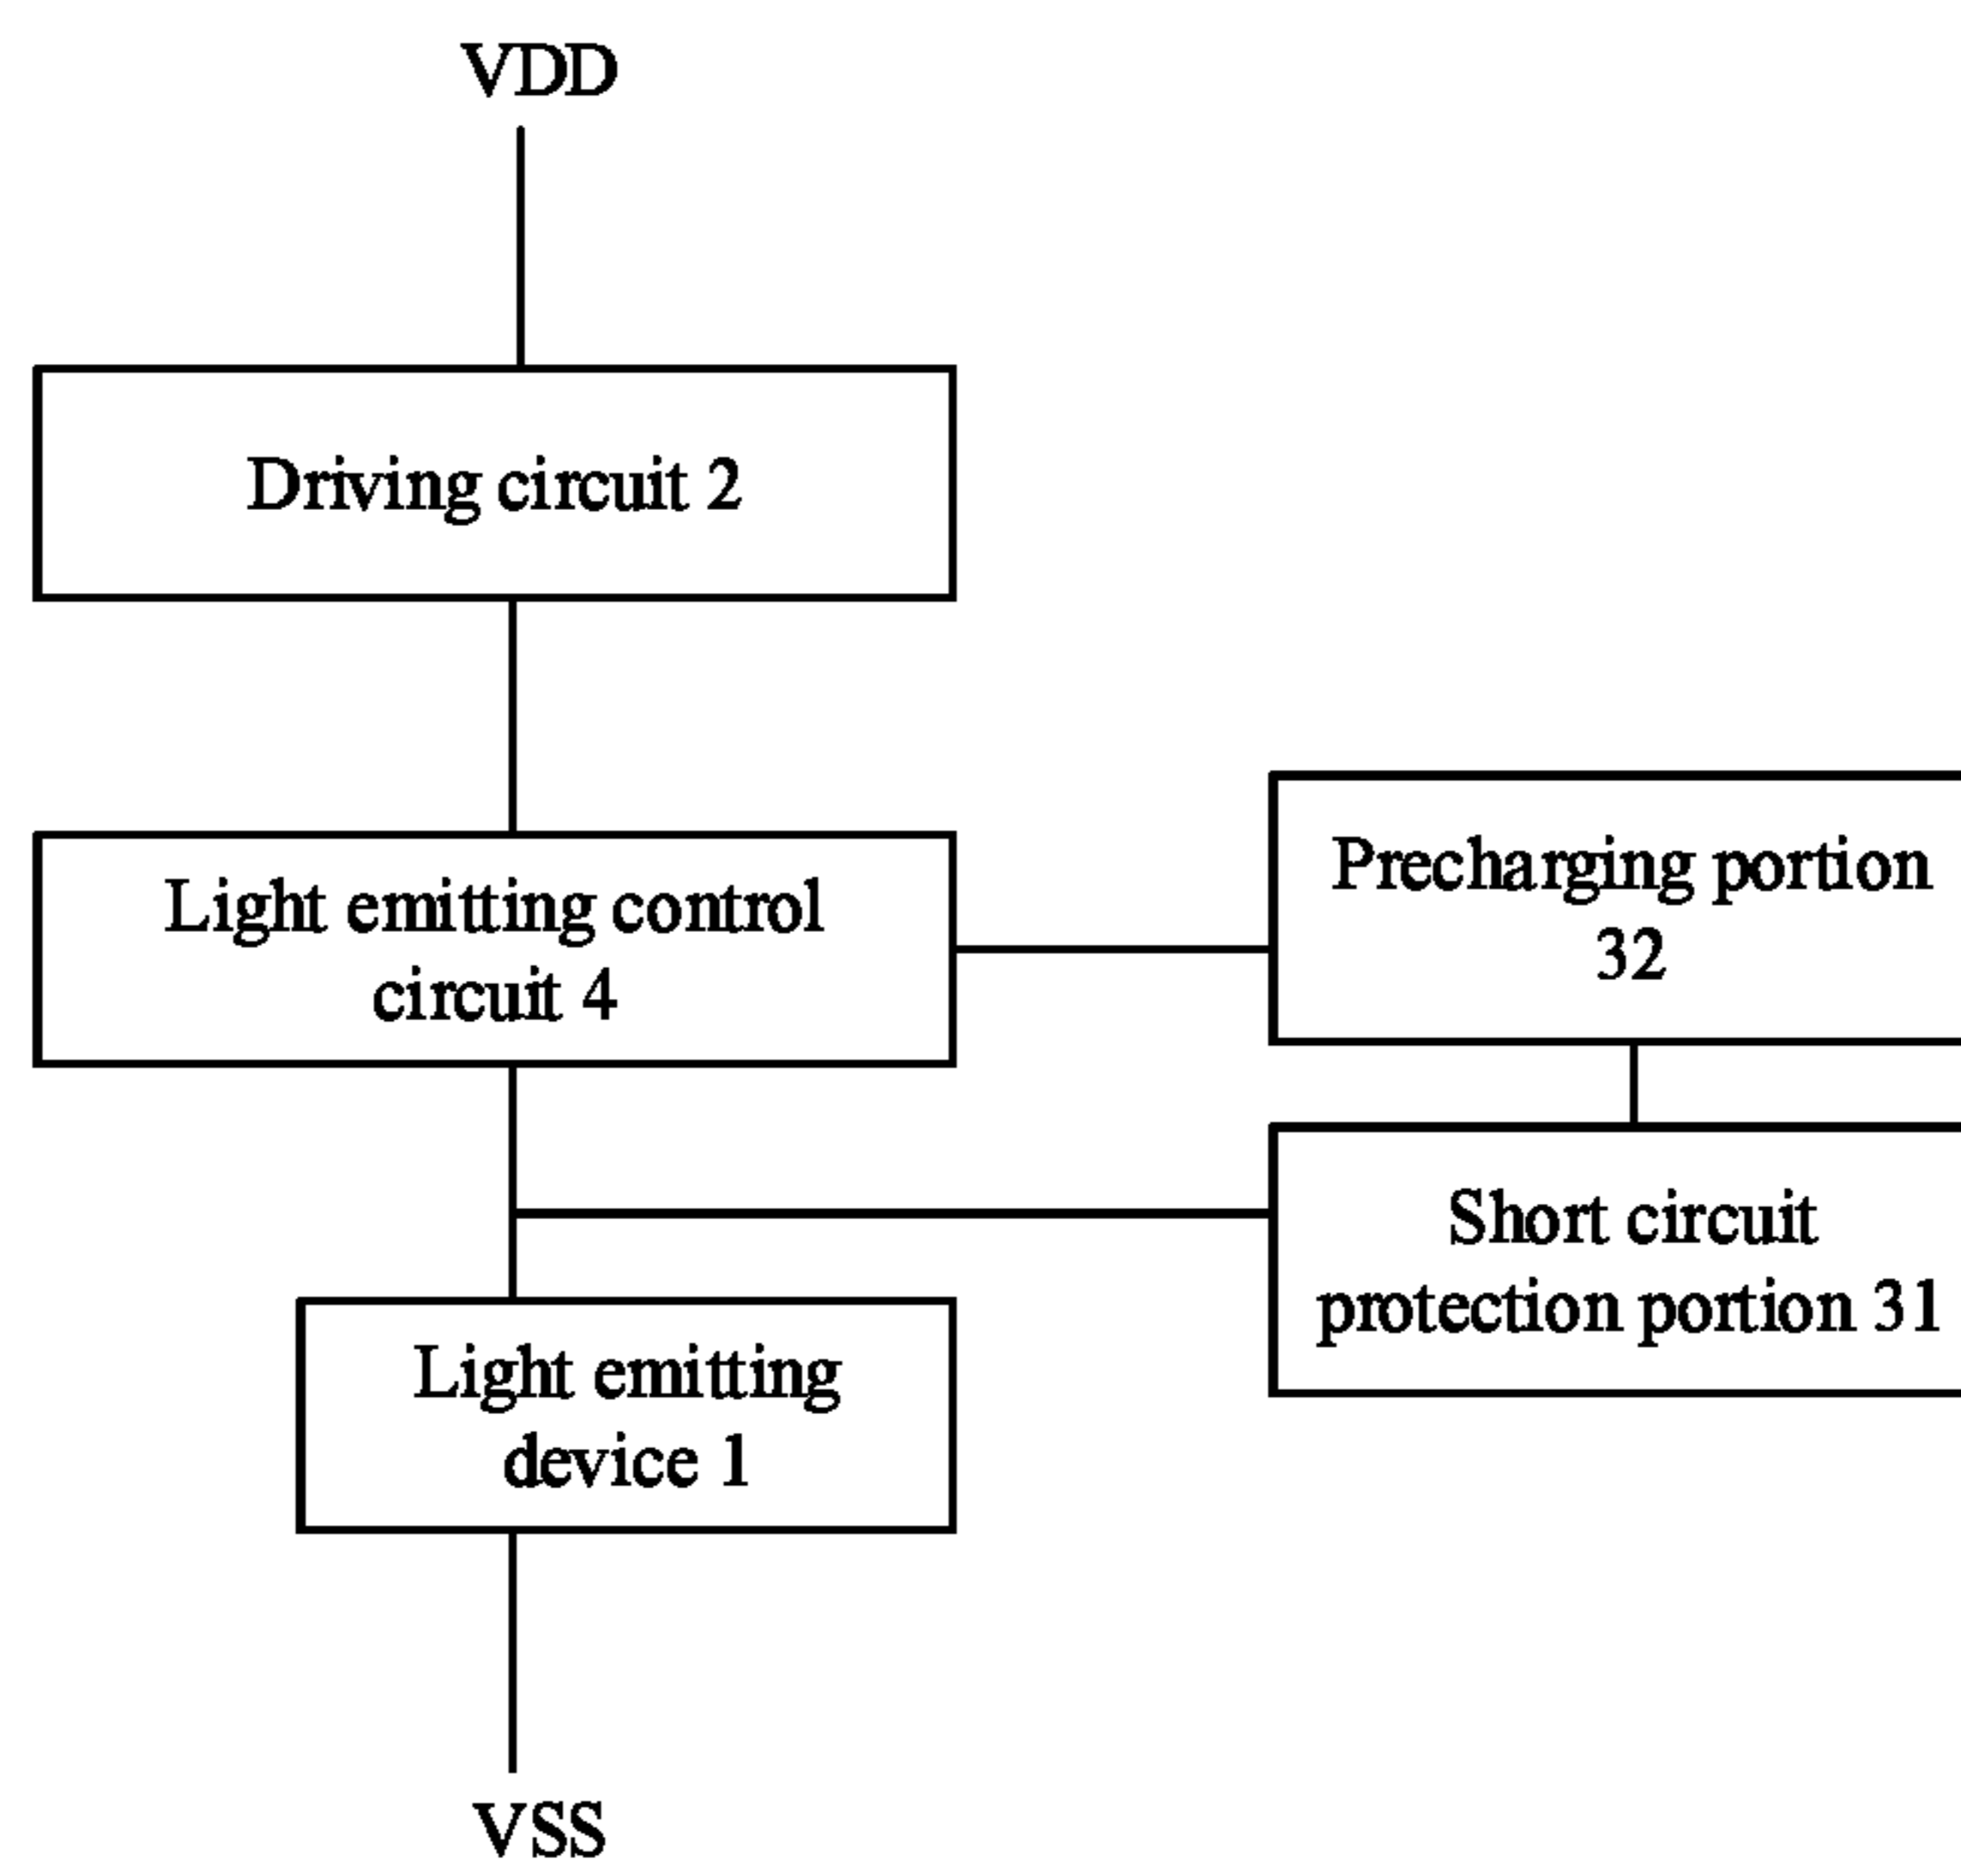 VDD
Driving circuit 2
Light emitting control
circuit 4
Precharging portion
32
Short circuit
protection portion 31
Light emitting
device 1
VSS